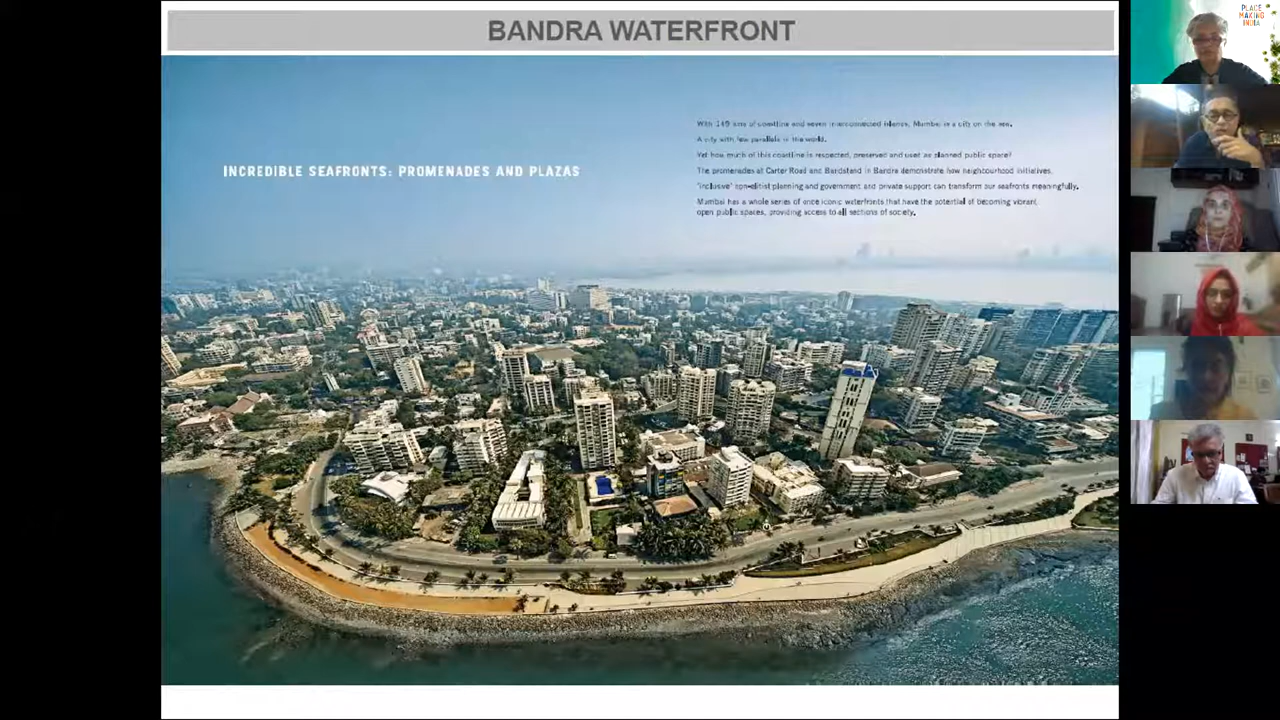 BANDRA WATERFRONT
PLACE
MAKING
INDIA
With 149 kms of coastline and seven interconnected islands, Mumbai is a city on the sea.
A city with few parallels in the world.
INCREDIBLE SEAFRONTS: PROMENADES AND PLAZAS
Yet how much of this coastline is respected, preserved and used as planned public space?
The promenades at Carter Road and Bandstand in Bandra demonstrate how neighbourhood initiatives,
'inclusive' non-elitist planning and government and private support can transform our seafronts meaningfully.
Mumbai has a whole series of once iconic waterfronts that have the potential of becoming vibrant
open public spaces, providing access to all sections of society.